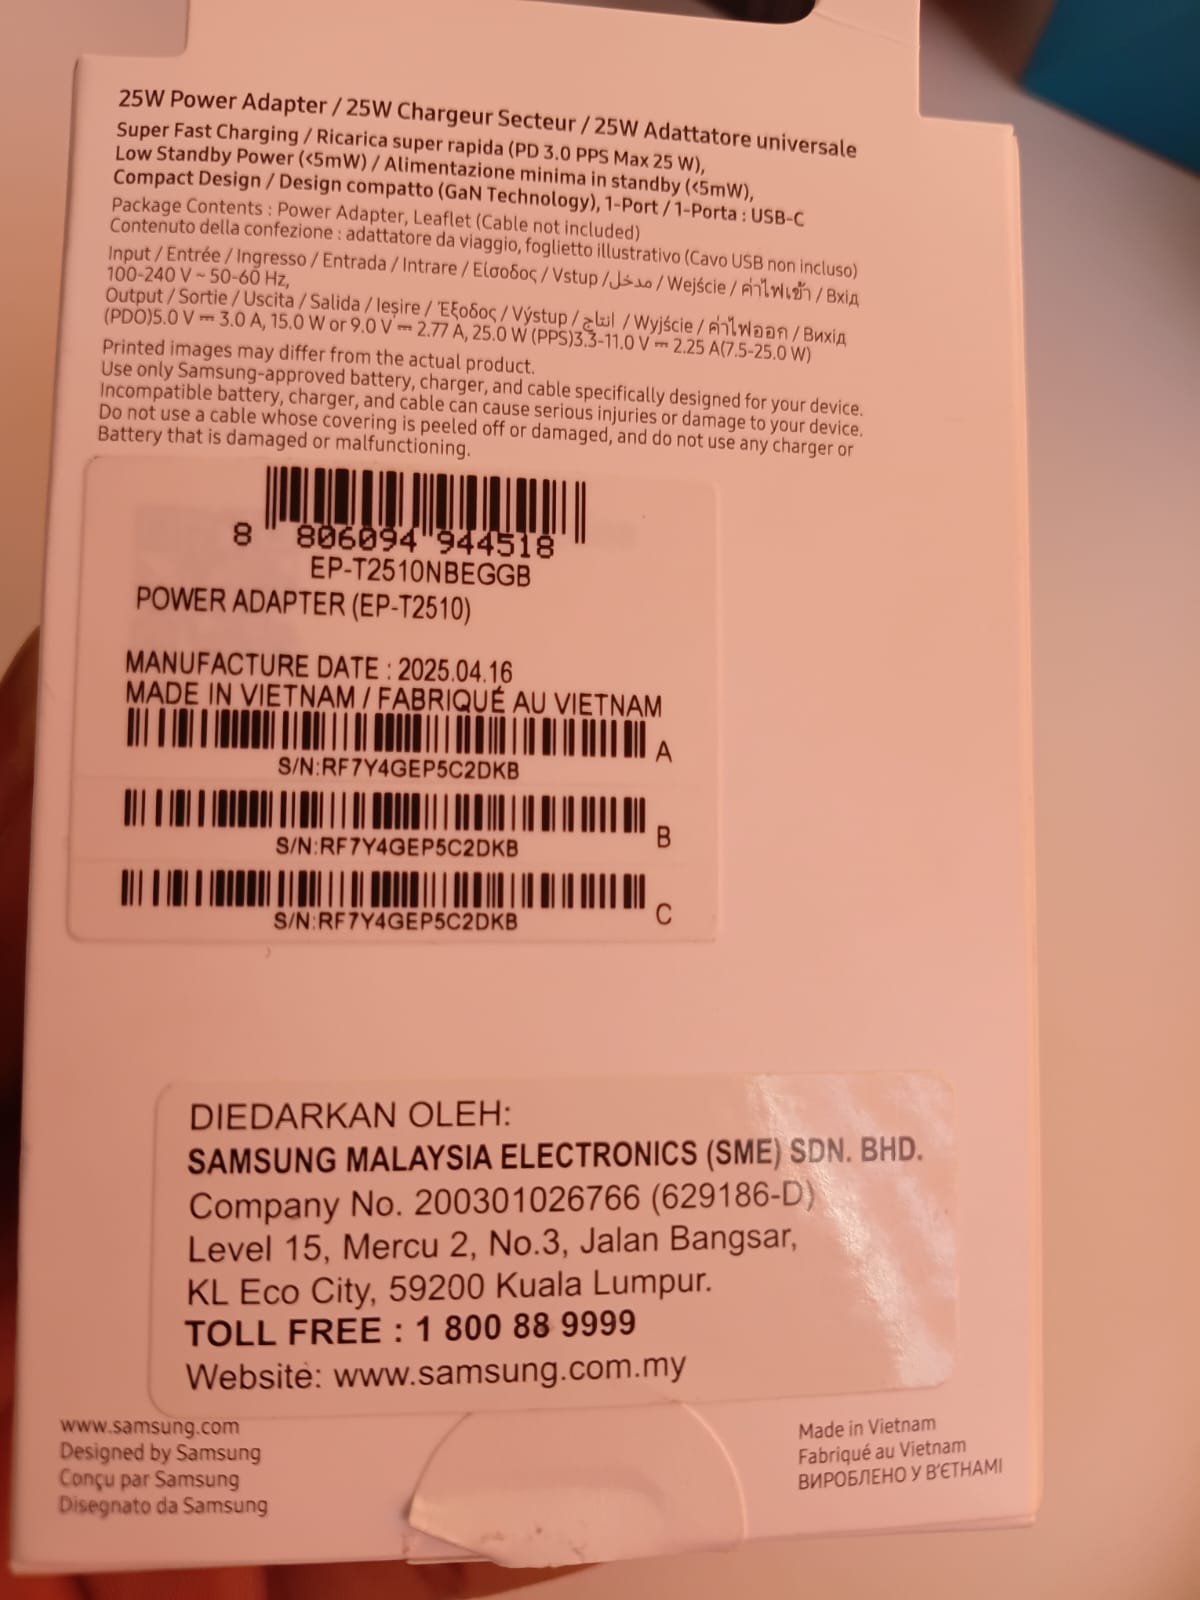 25W Power Adapter / 25W Chargeur Secteur / 25W Adattatore universale
Super Fast Charging / Ricarica super rapida (PD 3.0 PPS Max 25 W),
Low Standby Power (<5mW) / Alimentazione minima in standby (<5mW),
Compact Design / Design compatto (GaN Technology), 1-Port / 1-Porta : USB-C
Package Contents : Power Adapter, Leaflet (Cable not included)
Contenuto della confezione : adattatore da viaggio, foglietto illustrativo (Cavo USB non incluso)
Input / Entrée / Ingresso / Entrada / Intrare / Είσοδος / Vstup / مدخل / Wejście / ค่าไฟเข้า / Вхід
100-240 V ~ 50-60 Hz,
Output / Sortie / Uscita / Salida / Ieșire / Έξοδος / Výstup / انتاج / Wyjście / ค่าไฟออก / Вихід
(PDO)5.0 V ⎓ 3.0 A, 15.0 W or 9.0 V ⎓ 2.77 A, 25.0 W (PPS)3.3-11.0 V ⎓ 2.25 A(7.5-25.0 W)
Printed images may differ from the actual product.
Use only Samsung-approved battery, charger, and cable specifically designed for your device.
Incompatible battery, charger, and cable can cause serious injuries or damage to your device.
Do not use a cable whose covering is peeled off or damaged, and do not use any charger or
Battery that is damaged or malfunctioning.
8 806094 944518
EP-T2510NBEGGB
POWER ADAPTER (EP-T2510)
MANUFACTURE DATE : 2025.04.16
MADE IN VIETNAM / FABRIQUÉ AU VIETNAM
A
S/N:RF7Y4GEP5C2DKB
B
S/N:RF7Y4GEP5C2DKB
C
S/N:RF7Y4GEP5C2DKB
DIEDARKAN OLEH:
SAMSUNG MALAYSIA ELECTRONICS (SME) SDN. BHD.
Company No. 200301026766 (629186-D)
Level 15, Mercu 2, No.3, Jalan Bangsar,
KL Eco City, 59200 Kuala Lumpur.
TOLL FREE : 1 800 88 9999
Website: www.samsung.com.my
www.samsung.com
Designed by Samsung
Conçu par Samsung
Disegnato da Samsung
Made in Vietnam
Fabriqué au Vietnam
ВИРОБЛЕНО У В'ЄТНАМІ